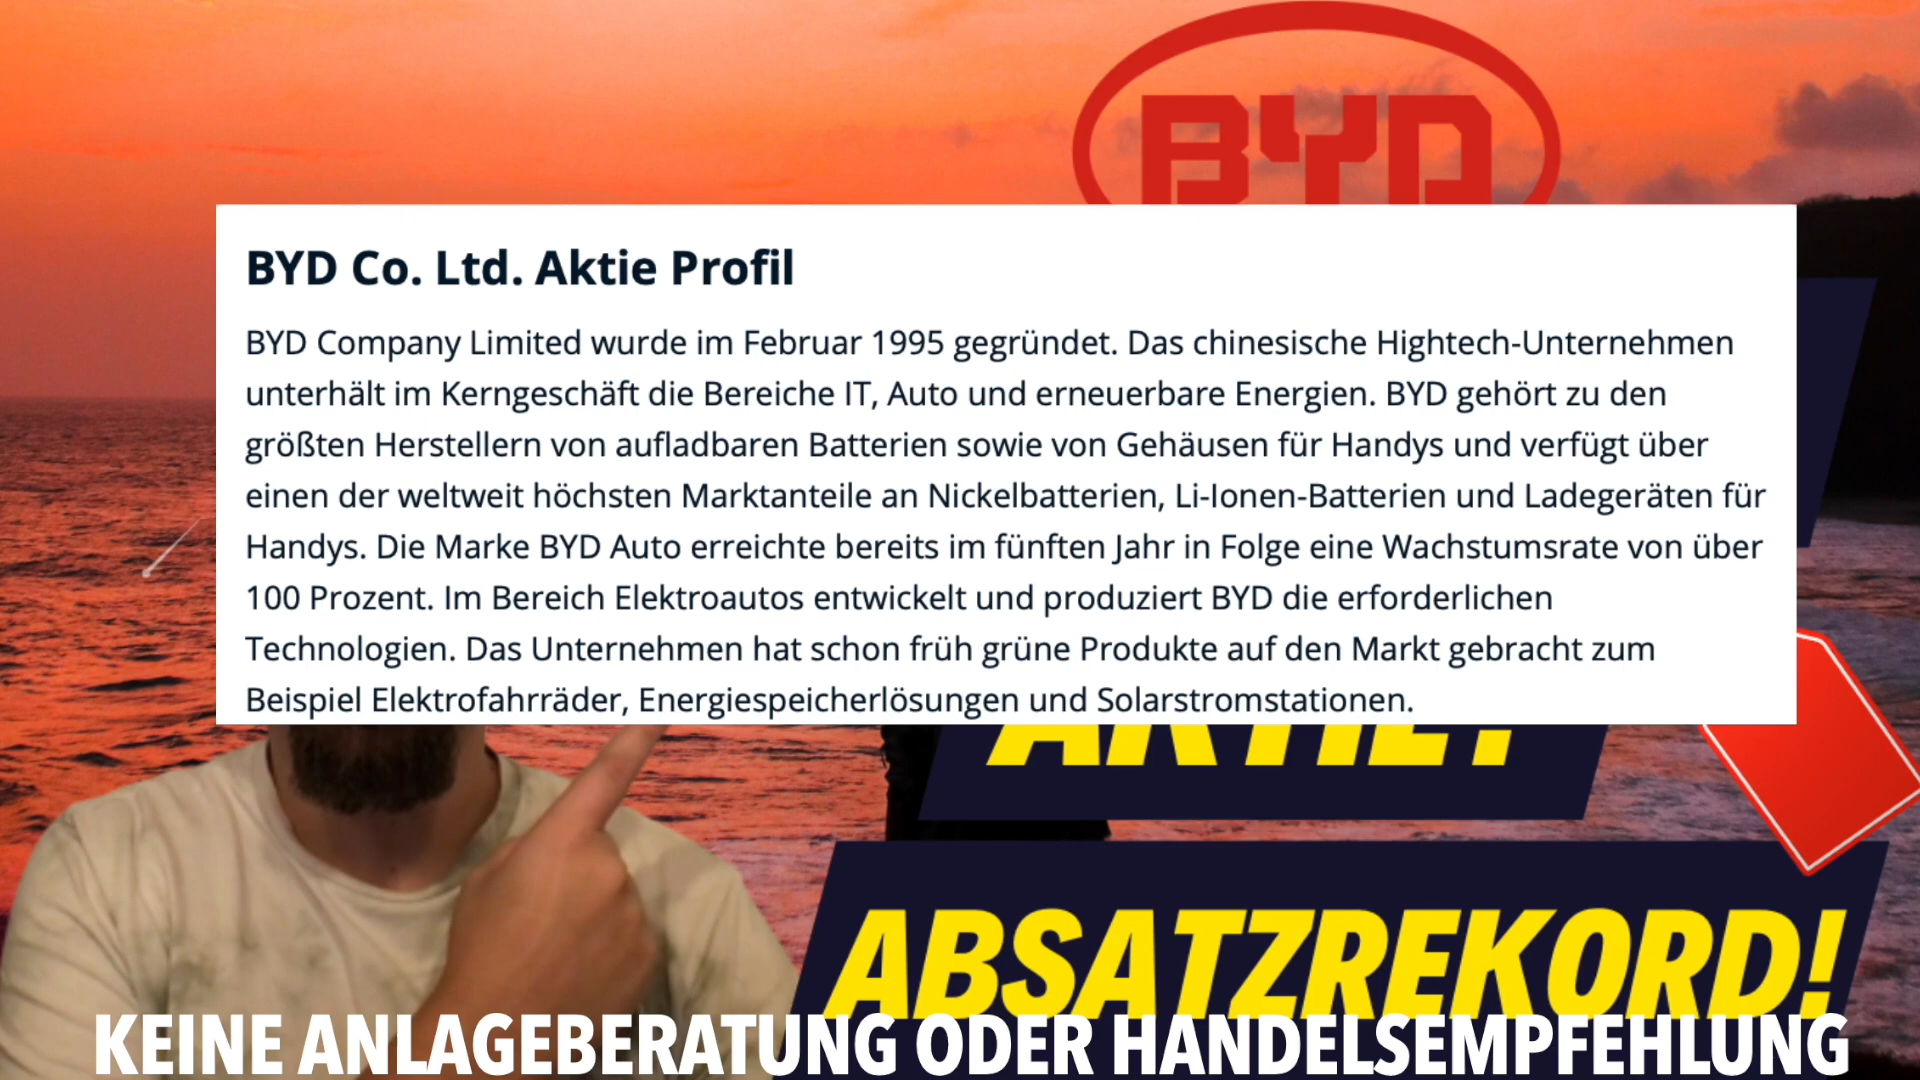 BYD
BYD Co. Ltd. Aktie Profil
BYD Company Limited wurde im Februar 1995 gegründet. Das chinesische Hightech-Unternehmen
unterhält im Kerngeschäft die Bereiche IT, Auto und erneuerbare Energien. BYD gehört zu den
größten Herstellern von aufladbaren Batterien sowie von Gehäusen für Handys und verfügt über
einen der weltweit höchsten Marktanteile an Nickelbatterien, Li-Ionen-Batterien und Ladegeräten für
Handys. Die Marke BYD Auto erreichte bereits im fünften Jahr in Folge eine Wachstumsrate von über
100 Prozent. Im Bereich Elektroautos entwickelt und produziert BYD die erforderlichen
Technologien. Das Unternehmen hat schon früh grüne Produkte auf den Markt gebracht zum
Beispiel Elektrofahrräder, Energiespeicherlösungen und Solarstromstationen.
ABSATZREKORD!
KEINE ANLAGEBERATUNG ODER HANDELSEMPFEHLUNG